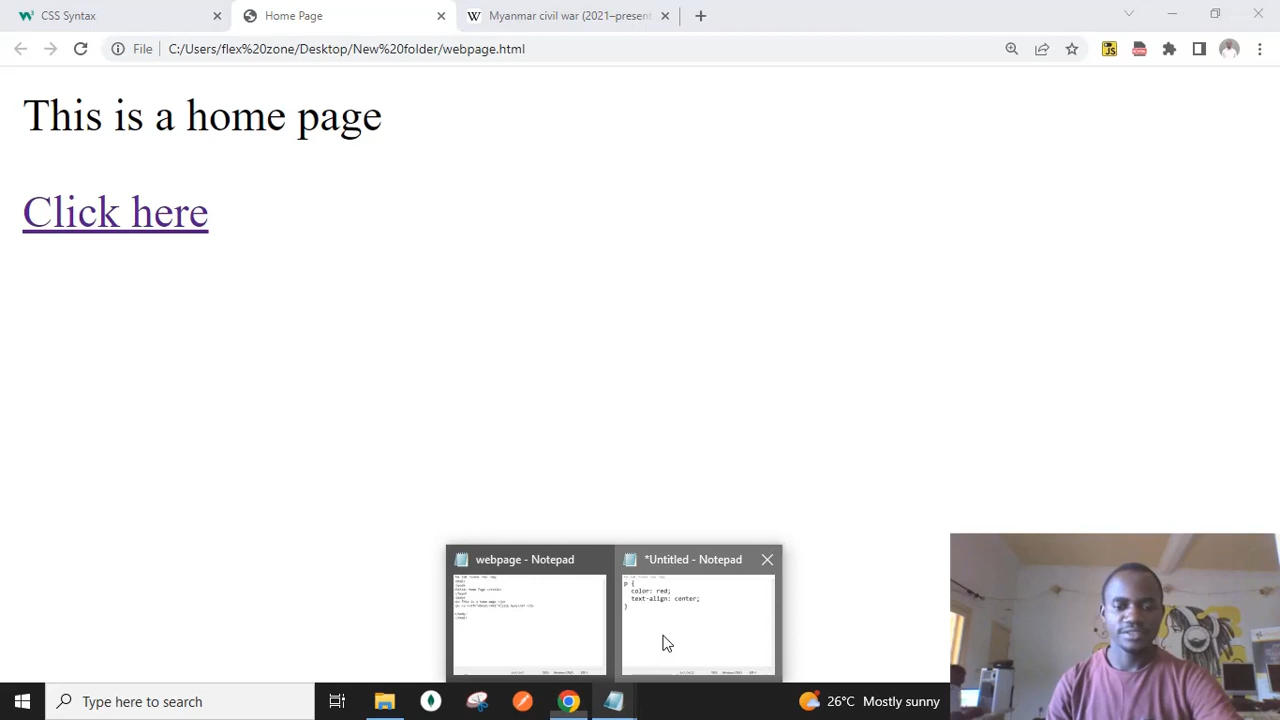 CSS Syntax
Home Page
Myanmar civil war (2021–present
File
C:/Users/flex%20zone/Desktop/New%20folder/webpage.html
JS
This is a home page
Click here
webpage - Notepad
*Untitled - Notepad
p {
color: red;
text-align: center;
}
Type here to search
26°C Mostly sunny